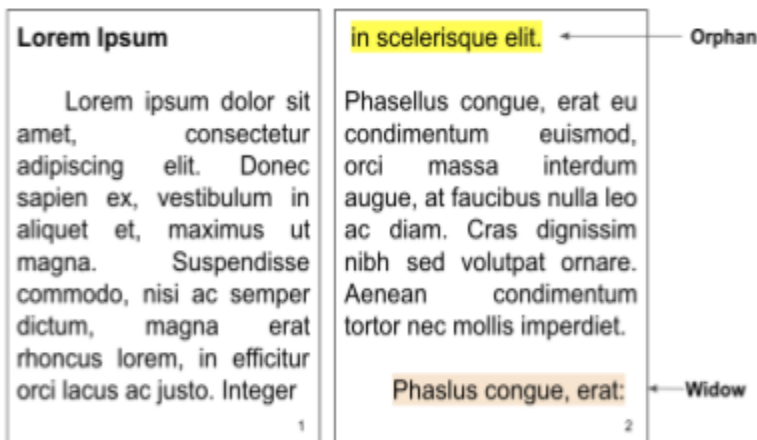 Lorem Ipsum
Lorem ipsum dolor sit
amet, consectetur
adipiscing elit. Donec
sapien ex, vestibulum in
aliquet et, maximus ut
magna. Suspendisse
commodo, nisi ac semper
dictum, magna erat
rhoncus lorem, in efficitur
orci lacus ac justo. Integer
1
in scelerisque elit.
Orphan
Phasellus congue, erat eu
condimentum euismod,
orci massa interdum
augue, at faucibus nulla leo
ac diam. Cras dignissim
nibh sed volutpat ornare.
Aenean condimentum
tortor nec mollis imperdiet.
Phaslus congue, erat:
Widow
2